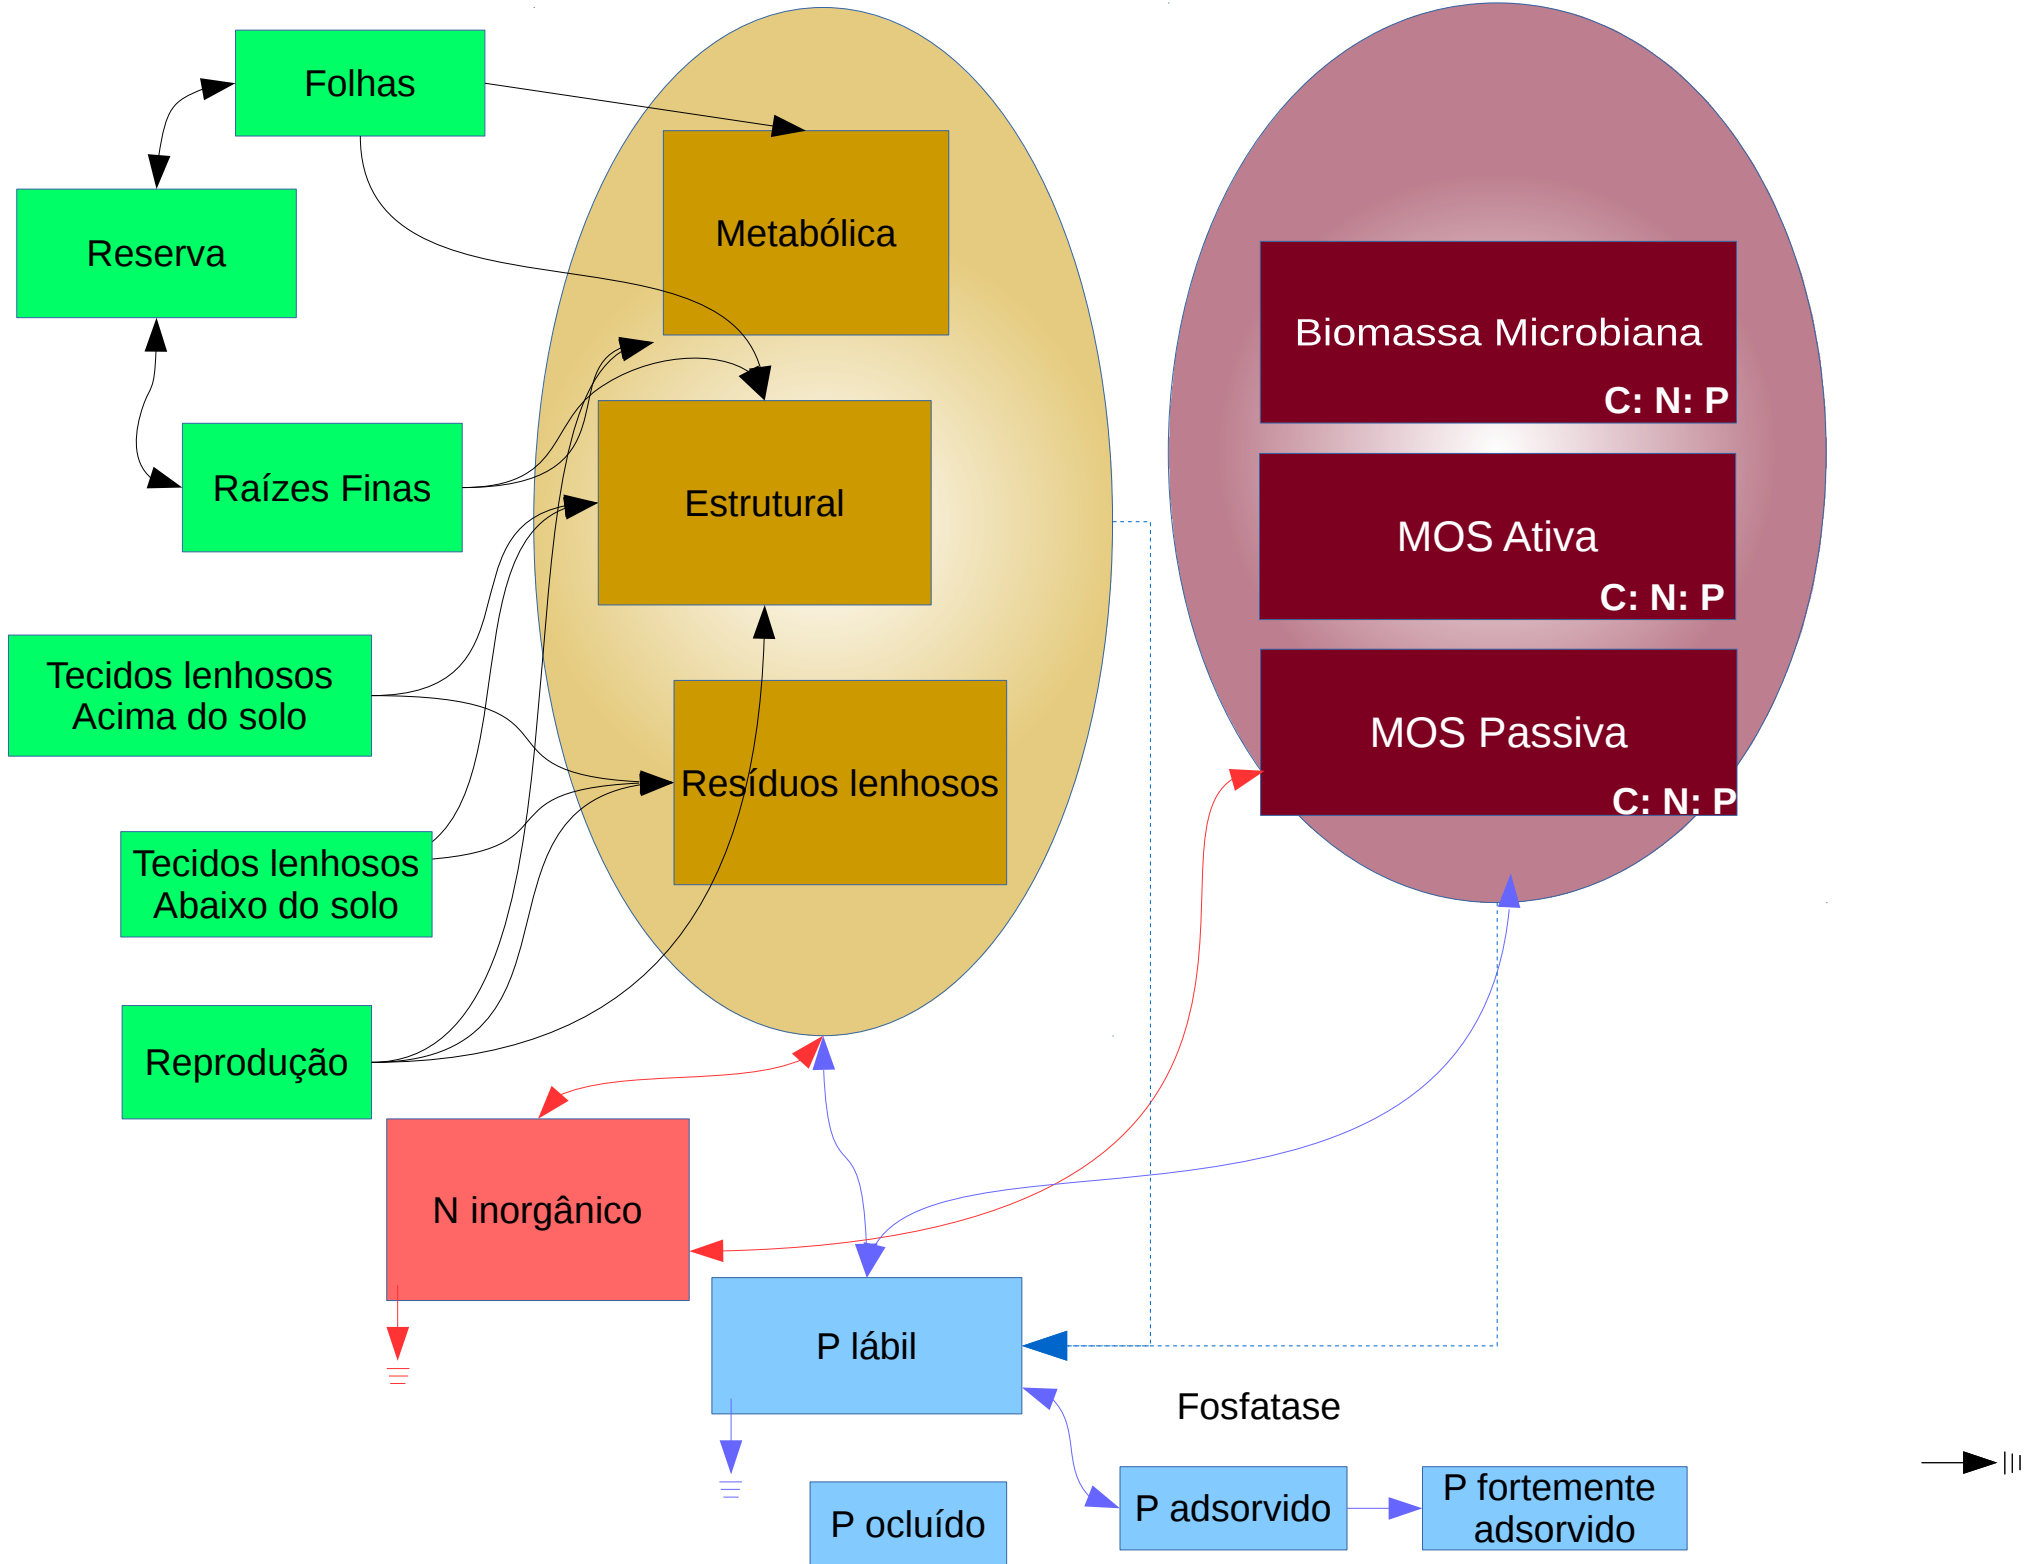 Folhas
Reserva
Raízes Finas
Tecidos lenhosos
Acima do solo
Tecidos lenhosos
Abaixo do solo
Reprodução
Metabólica
Estrutural
Resíduos lenhosos
Biomassa Microbiana
C: N: P
MOS Ativa
C: N: P
MOS Passiva
C: N: P
N inorgânico
P lábil
Fosfatase
P ocluído
P adsorvido
P fortemente
adsorvido